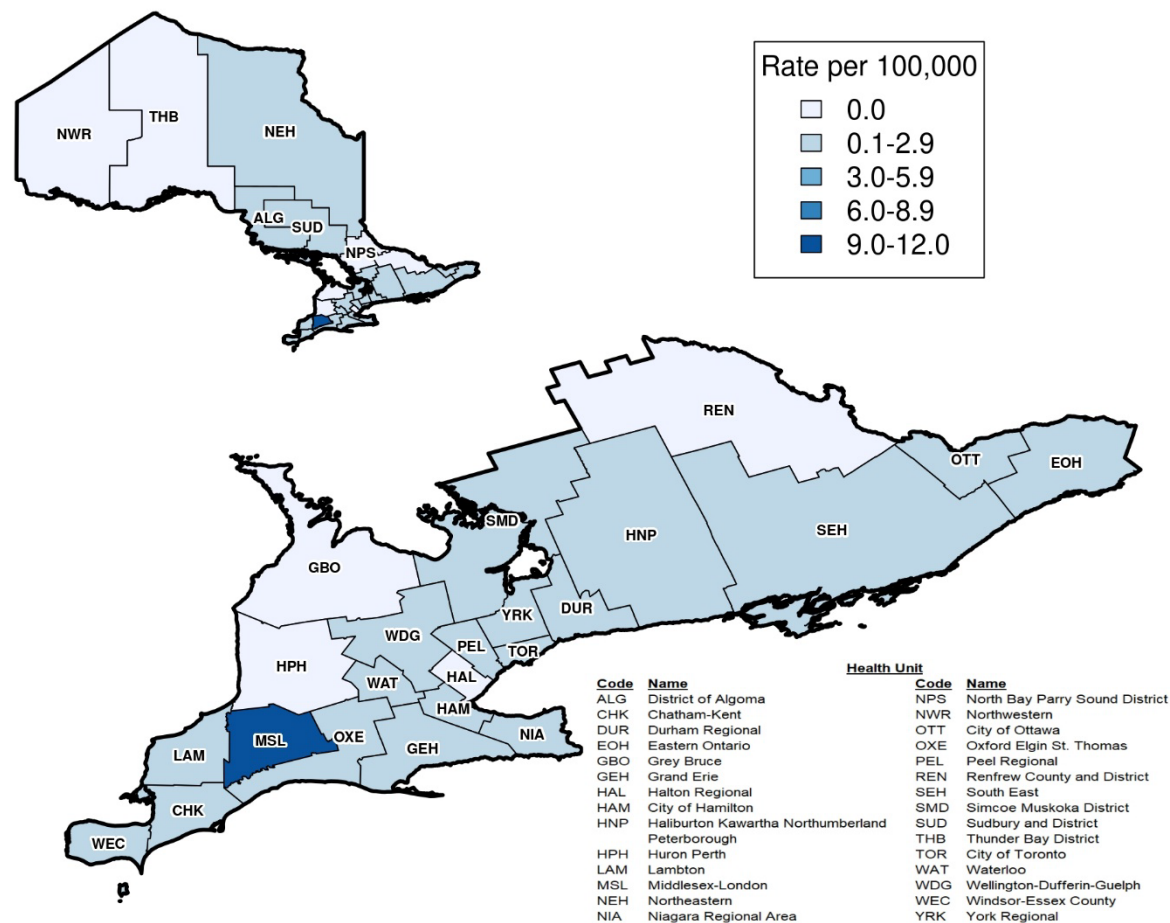 Rate per 100,000
0.0
0.1-2.9
3.0-5.9
6.0-8.9
9.0-12.0
NWR
THB
NEH
ALG
SUD
NPS
REN
OTT
EOH
SMD
SEH
HNP
GBO
DUR
YRK
WDG
PEL
TOR
HPH
HAL
WAT
HAM
MSL
OXE
NIA
LAM
GEH
CHK
WEC
Health Unit
Code Name
ALG District of Algoma
CHK Chatham-Kent
DUR Durham Regional
EOH Eastern Ontario
GBO Grey Bruce
GEH Grand Erie
HAL Halton Regional
HAM City of Hamilton
HNP Haliburton Kawartha Northumberland
Peterborough
HPH Huron Perth
LAM Lambton
MSL Middlesex-London
NEH Northeastern
NIA Niagara Regional Area
Code Name
NPS North Bay Parry Sound District
NWR Northwestern
OTT City of Ottawa
OXE Oxford Elgin St. Thomas
PEL Peel Regional
REN Renfrew County and District
SEH South East
SMD Simcoe Muskoka District
SUD Sudbury and District
THB Thunder Bay District
TOR City of Toronto
WAT Waterloo
WDG Wellington-Dufferin-Guelph
WEC Windsor-Essex County
YRK York Regional